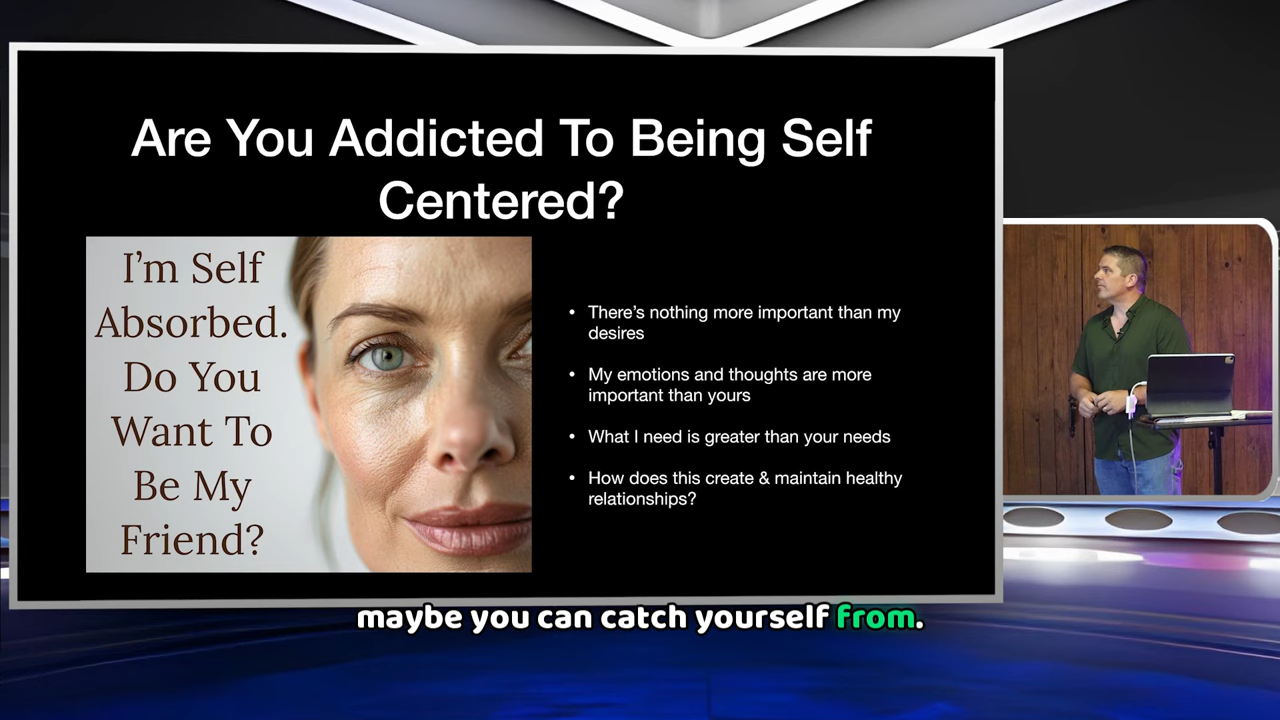 Are You Addicted To Being Self
Centered?
I'm Self
Absorbed.
Do You
Want To
Be My
Friend?
• There's nothing more important than my
desires
• My emotions and thoughts are more
important than yours
• What I need is greater than your needs
• How does this create & maintain healthy
relationships?
maybe you can catch yourself from.